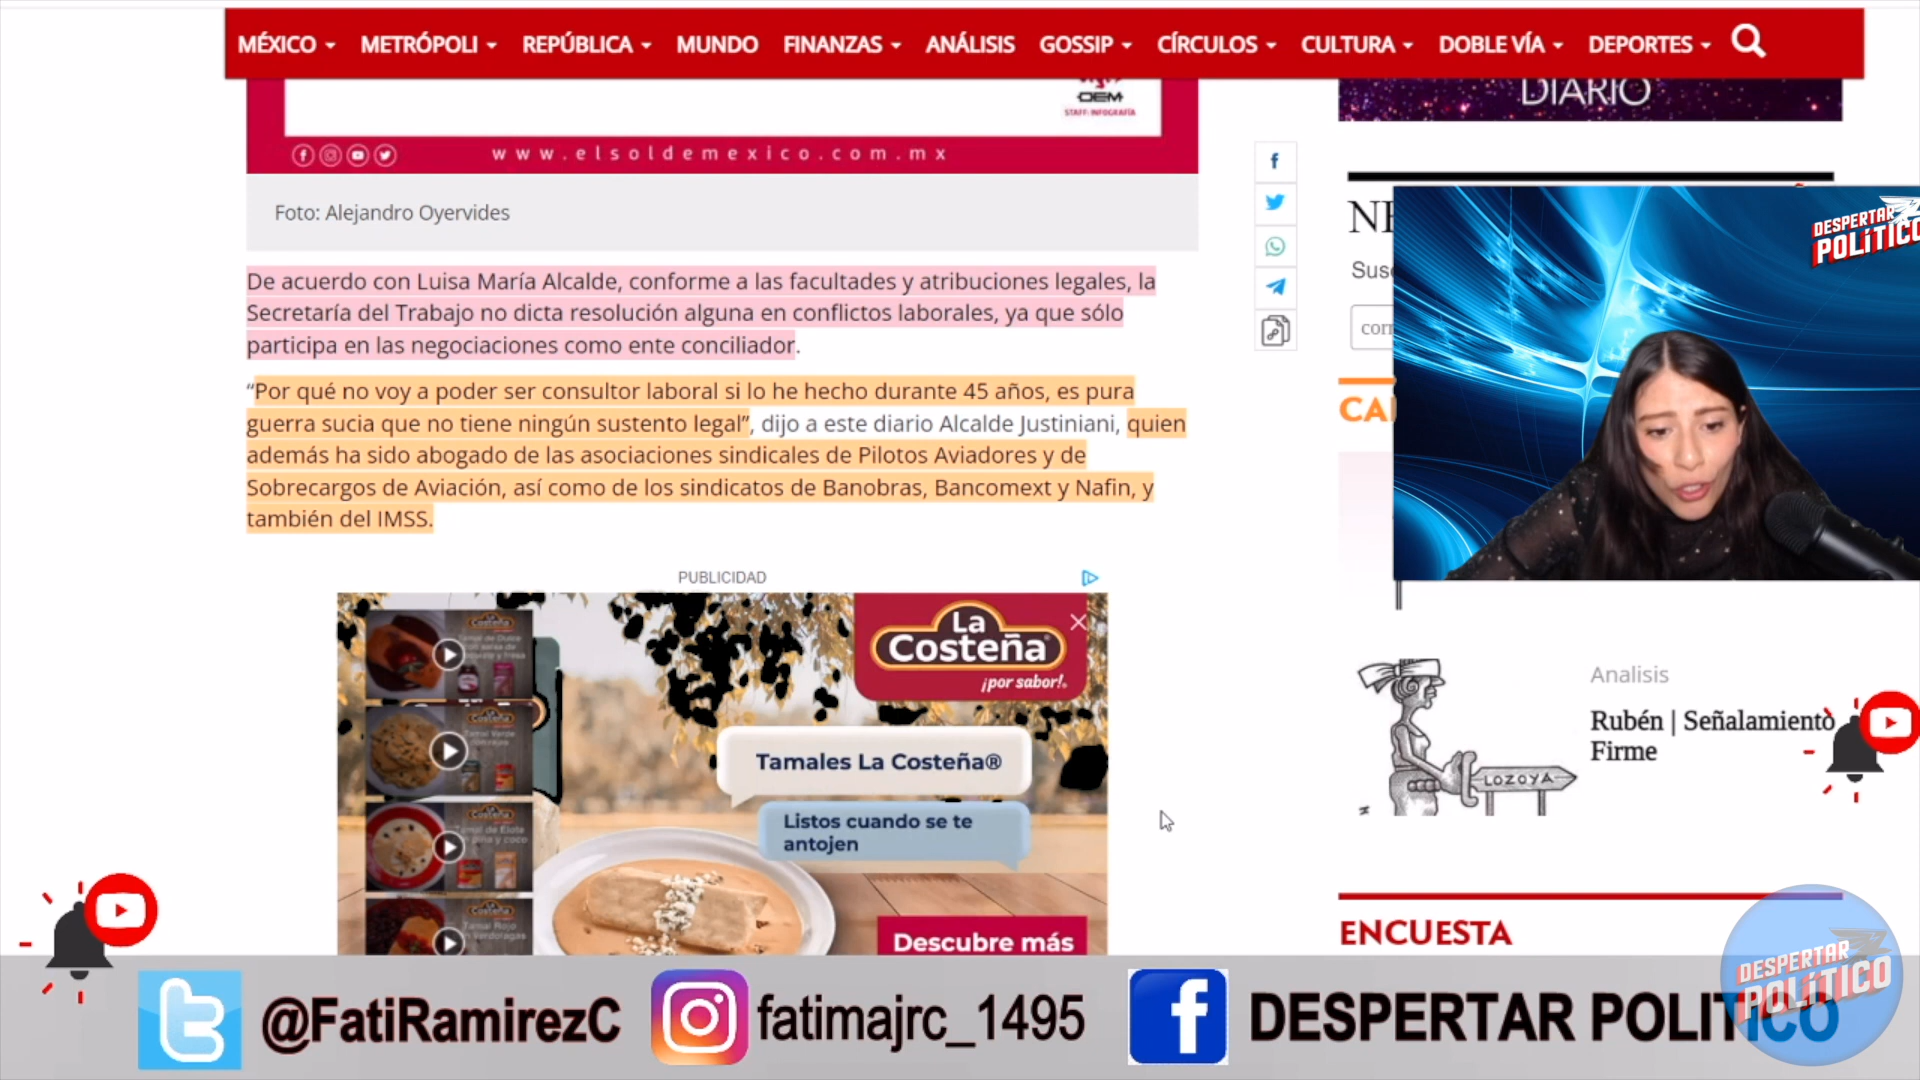 MÉXICO METRÓPOLI REPÚBLICA MUNDO FINANZAS ANÁLISIS GOSSIP CÍRCULOS CULTURA DOBLE VÍA DEPORTES
OEM
STAFF/INFOGRAFÍA
www.elsoldemexico.com.mx
DIARIO
Foto: Alejandro Oyervides
De acuerdo con Luisa María Alcalde, conforme a las facultades y atribuciones legales, la
Secretaría del Trabajo no dicta resolución alguna en conflictos laborales, ya que sólo
participa en las negociaciones como ente conciliador.
“Por qué no voy a poder ser consultor laboral si lo he hecho durante 45 años, es pura
guerra sucia que no tiene ningún sustento legal”, dijo a este diario Alcalde Justiniani, quien
además ha sido abogado de las asociaciones sindicales de Pilotos Aviadores y de
Sobrecargos de Aviación, así como de los sindicatos de Banobras, Bancomext y Nafin, y
también del IMSS.
DESPERTAR
POLÍTICO
PUBLICIDAD
La
Costeña
¡por sabor!
Tamales La Costeña®
Listos cuando se te
antojen
Descubre más
Analisis
Rubén | Señalamiento
Firme
LOZOYA
ENCUESTA
DESPERTAR
POLÍTICO
@FatiRamirezC
fatimajrc_1495
DESPERTAR POLITICO